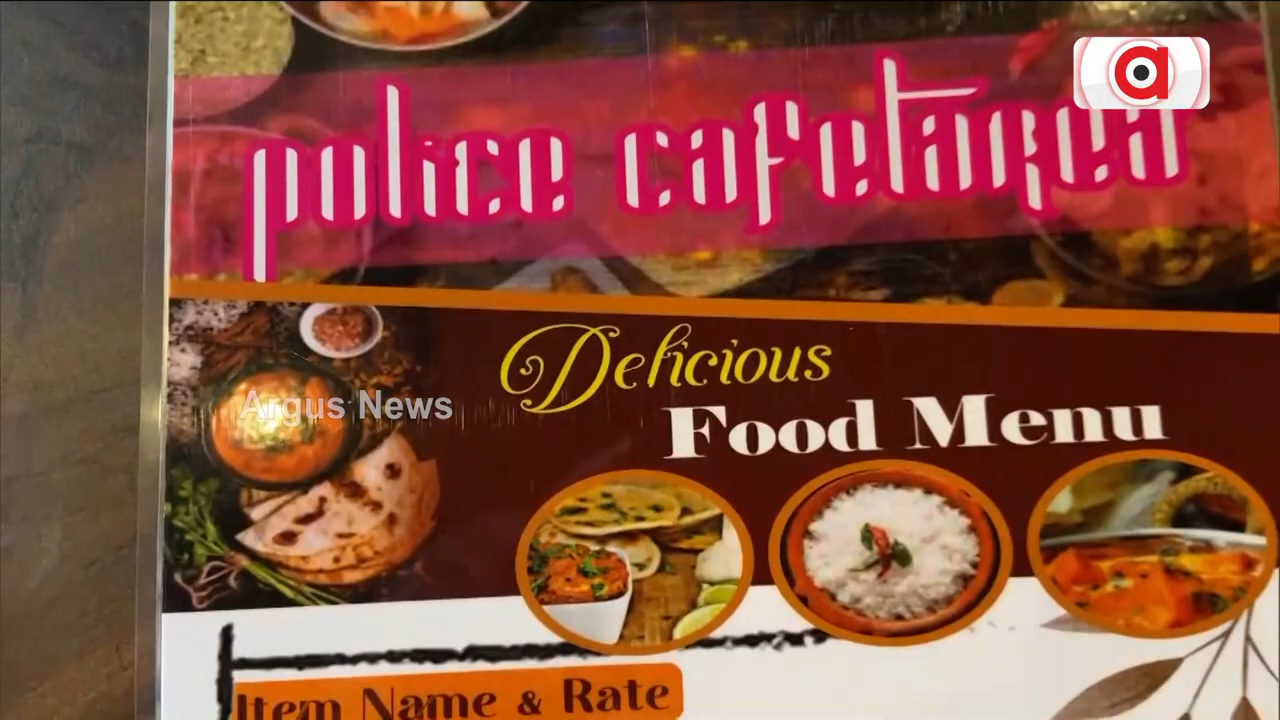 a
police cafetarea
Delicious
Food Menu
Argus News
Item Name & Rate